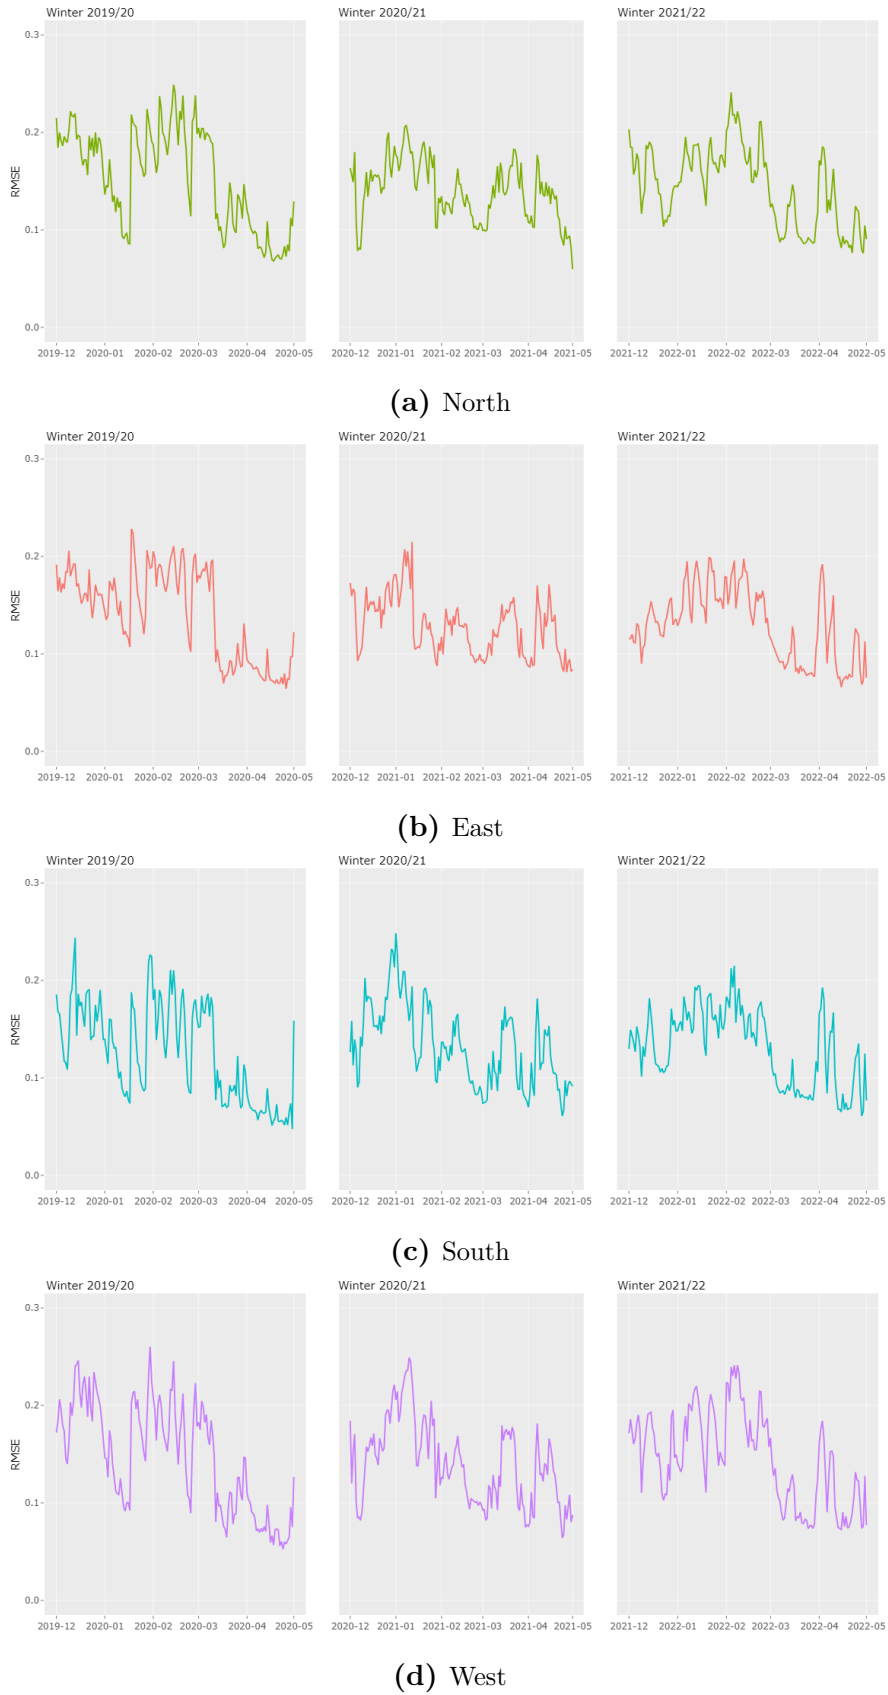 Winter 2019/20 Winter 2020/21 Winter 2021/22
0.3
0.2
RMSE
0.1
0.0
2019-12 2020-01 2020-02 2020-03 2020-04 2020-05 2020-12 2021-01 2021-02 2021-03 2021-04 2021-05 2021-12 2022-01 2022-02 2022-03 2022-04 2022-05
(a) North
Winter 2019/20 Winter 2020/21 Winter 2021/22
0.3
0.2
RMSE
0.1
0.0
2019-12 2020-01 2020-02 2020-03 2020-04 2020-05 2020-12 2021-01 2021-02 2021-03 2021-04 2021-05 2021-12 2022-01 2022-02 2022-03 2022-04 2022-05
(b) East
Winter 2019/20 Winter 2020/21 Winter 2021/22
0.3
0.2
RMSE
0.1
0.0
2019-12 2020-01 2020-02 2020-03 2020-04 2020-05 2020-12 2021-01 2021-02 2021-03 2021-04 2021-05 2021-12 2022-01 2022-02 2022-03 2022-04 2022-05
(c) South
Winter 2019/20 Winter 2020/21 Winter 2021/22
0.3
0.2
RMSE
0.1
0.0
2019-12 2020-01 2020-02 2020-03 2020-04 2020-05 2020-12 2021-01 2021-02 2021-03 2021-04 2021-05 2021-12 2022-01 2022-02 2022-03 2022-04 2022-05
(d) West